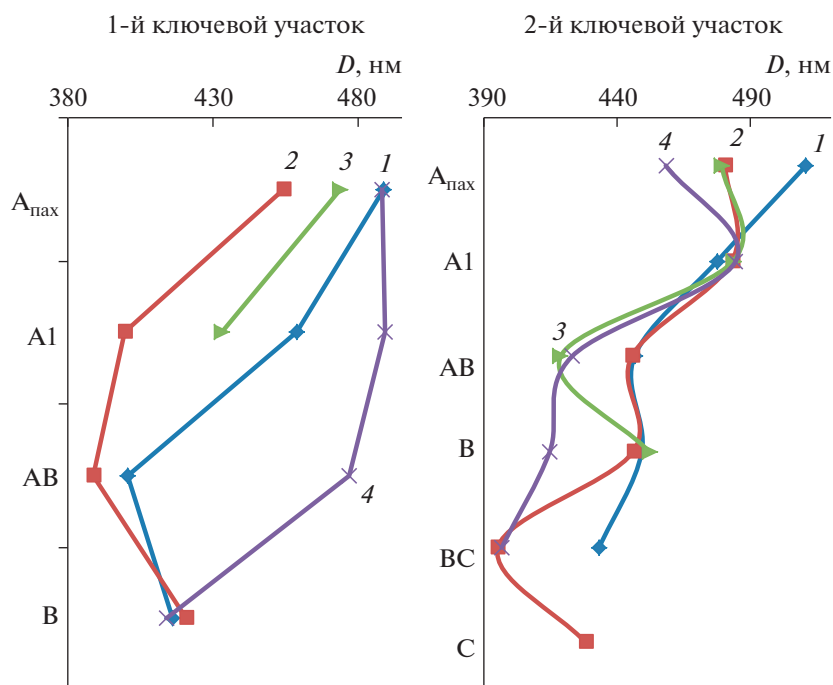 1-й ключевой участок
D, нм
380 430 480
2 3 1
Aпах
A1
AB
4
B
2-й ключевой участок
D, нм
390 440 490
4 2 1
Aпах
A1
3
AB
B
BC
C